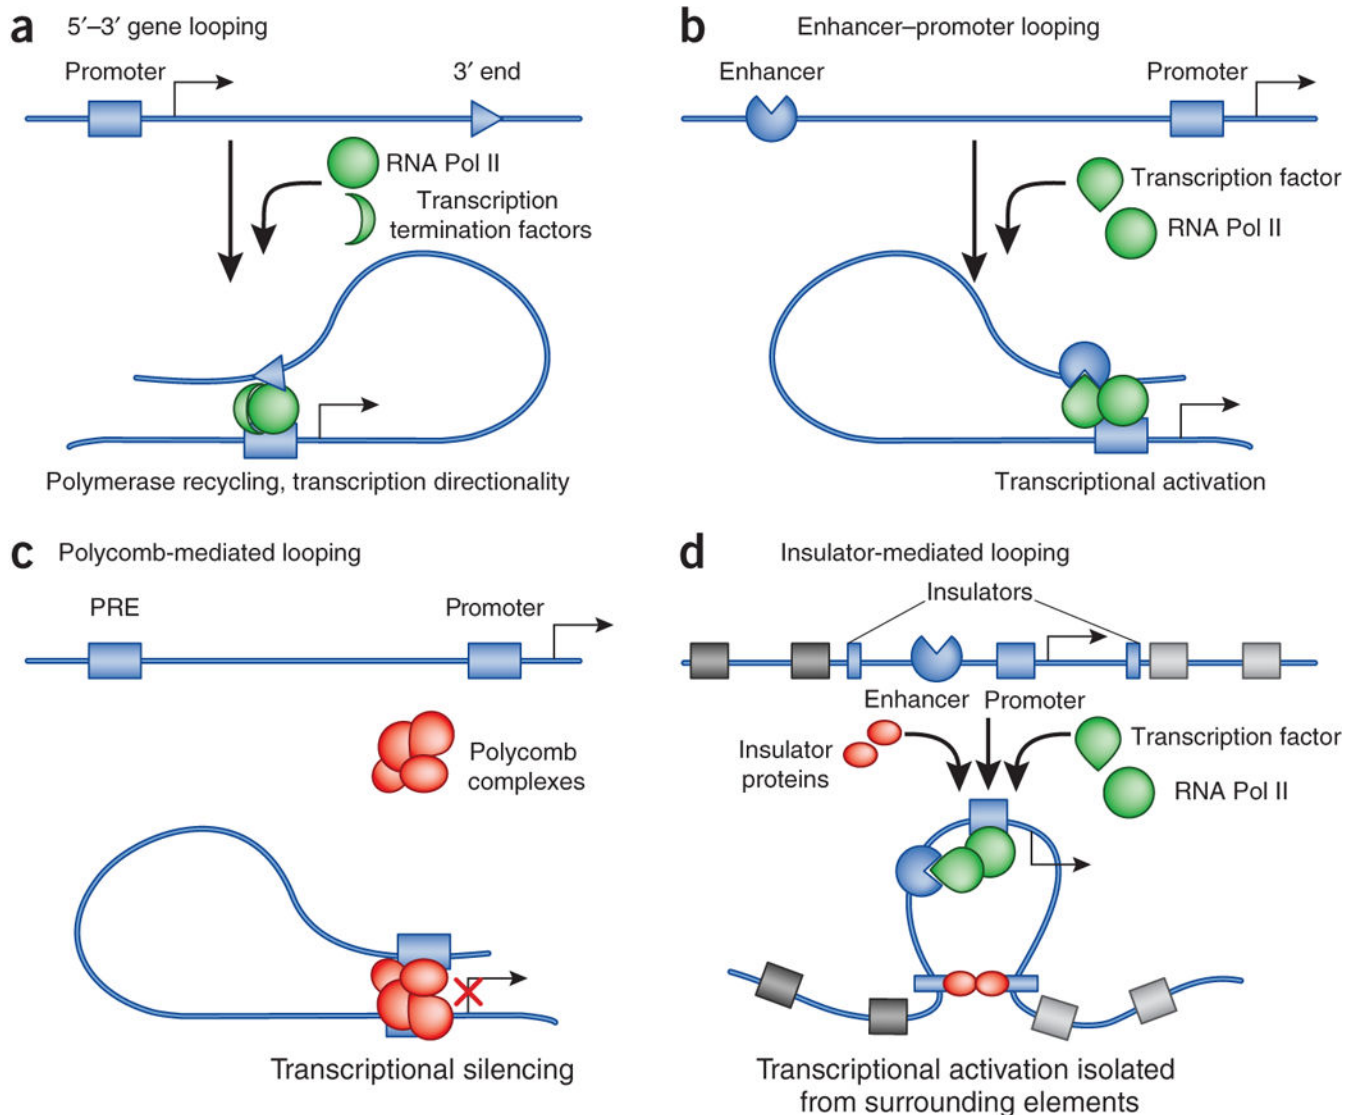 a 5′–3′ gene looping
Promoter
3′ end
RNA Pol II
Transcription
termination factors
Polymerase recycling, transcription directionality
b Enhancer–promoter looping
Enhancer
Promoter
Transcription factor
RNA Pol II
Transcriptional activation
c Polycomb-mediated looping
PRE
Promoter
Polycomb
complexes
Transcriptional silencing
d Insulator-mediated looping
Insulators
Enhancer
Promoter
Insulator
proteins
Transcription factor
RNA Pol II
Transcriptional activation isolated
from surrounding elements